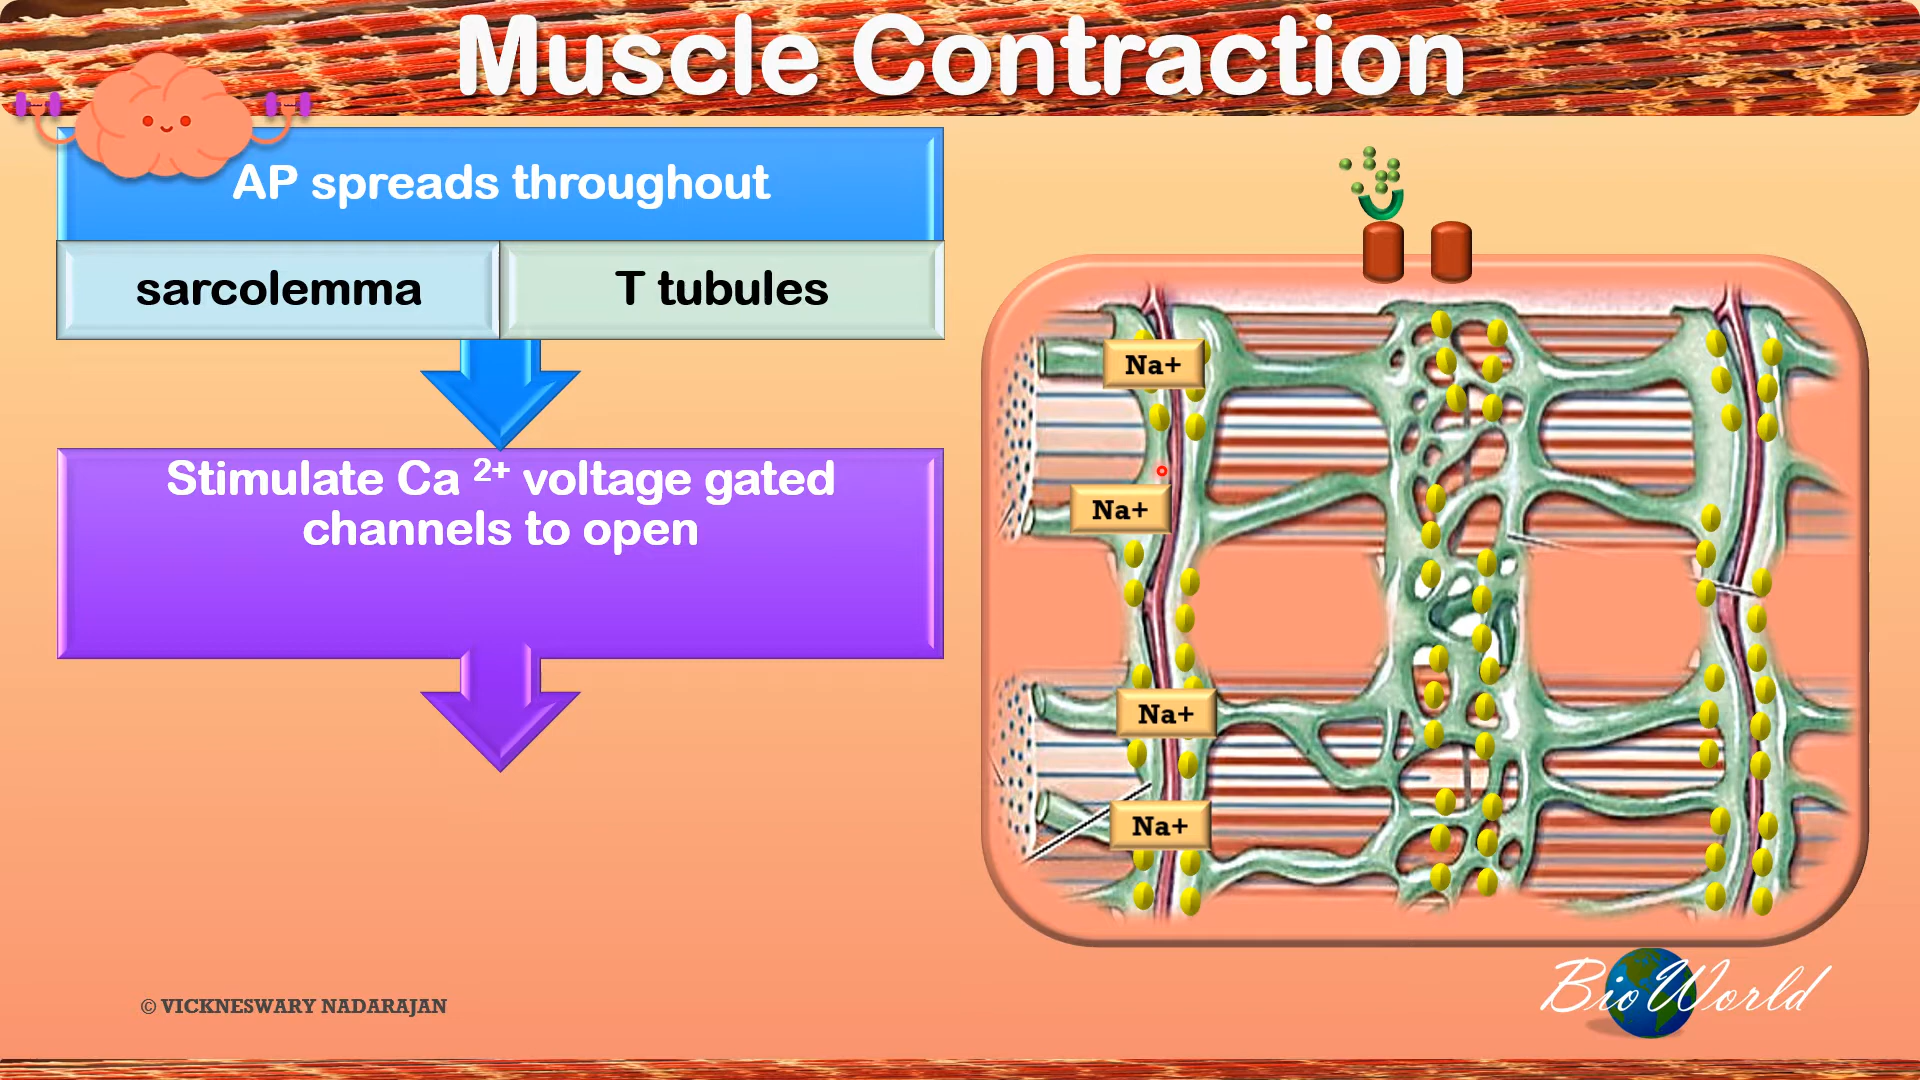 Muscle Contraction
AP spreads throughout
sarcolemma
T tubules
Stimulate Ca ²⁺ voltage gated
channels to open
Na+
Na+
Na+
Na+
© VICKNESWARY NADARAJAN
BioWorld